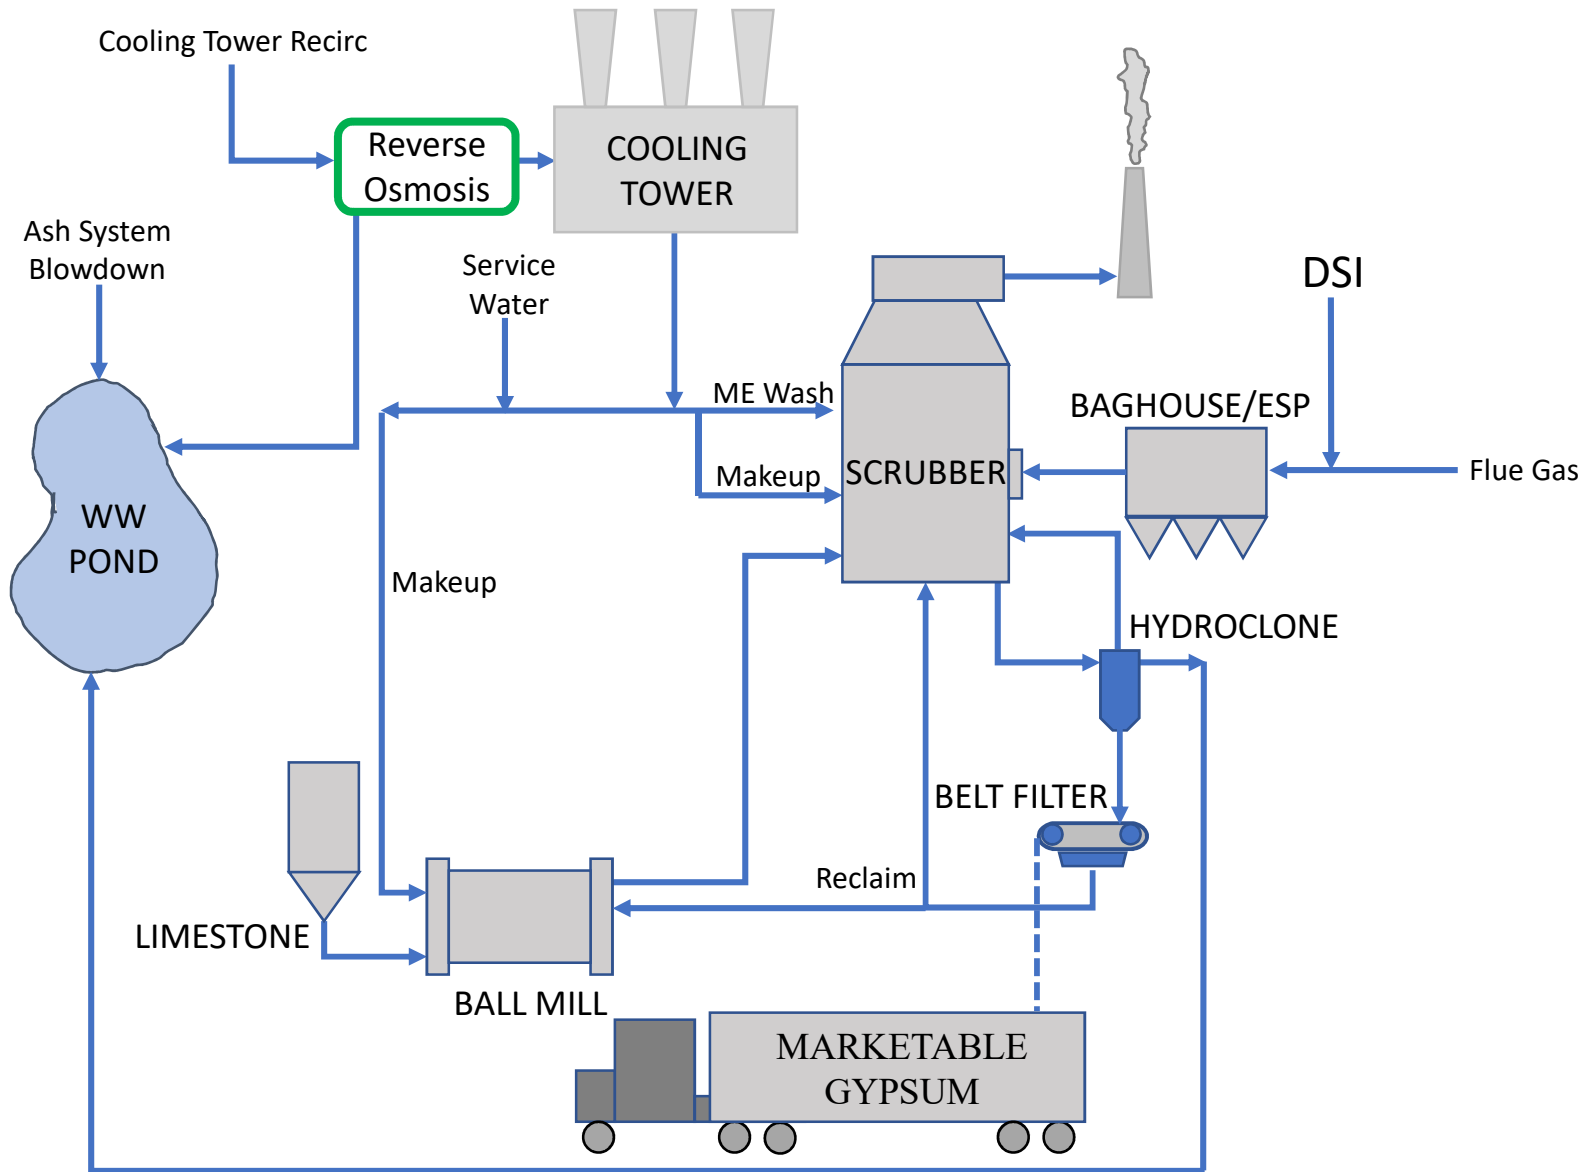 Cooling Tower Recirc
Reverse
Osmosis
COOLING
TOWER
Ash System
Blowdown
Service
Water
DSI
ME Wash
BAGHOUSE/ESP
Makeup
SCRUBBER
Flue Gas
WW
POND
Makeup
HYDROCLONE
BELT FILTER
Reclaim
LIMESTONE
BALL MILL
MARKETABLE
GYPSUM